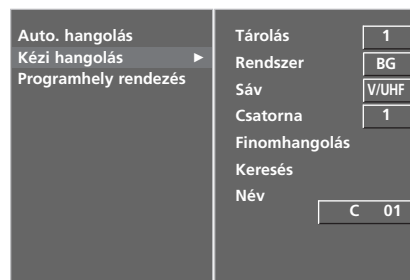 Auto. hangolás
Kézi hangolás ►
Programhely rendezés
Tárolás 1
Rendszer BG
Sáv V/UHF
Csatorna 1
Finomhangolás
Keresés
Név
C 01